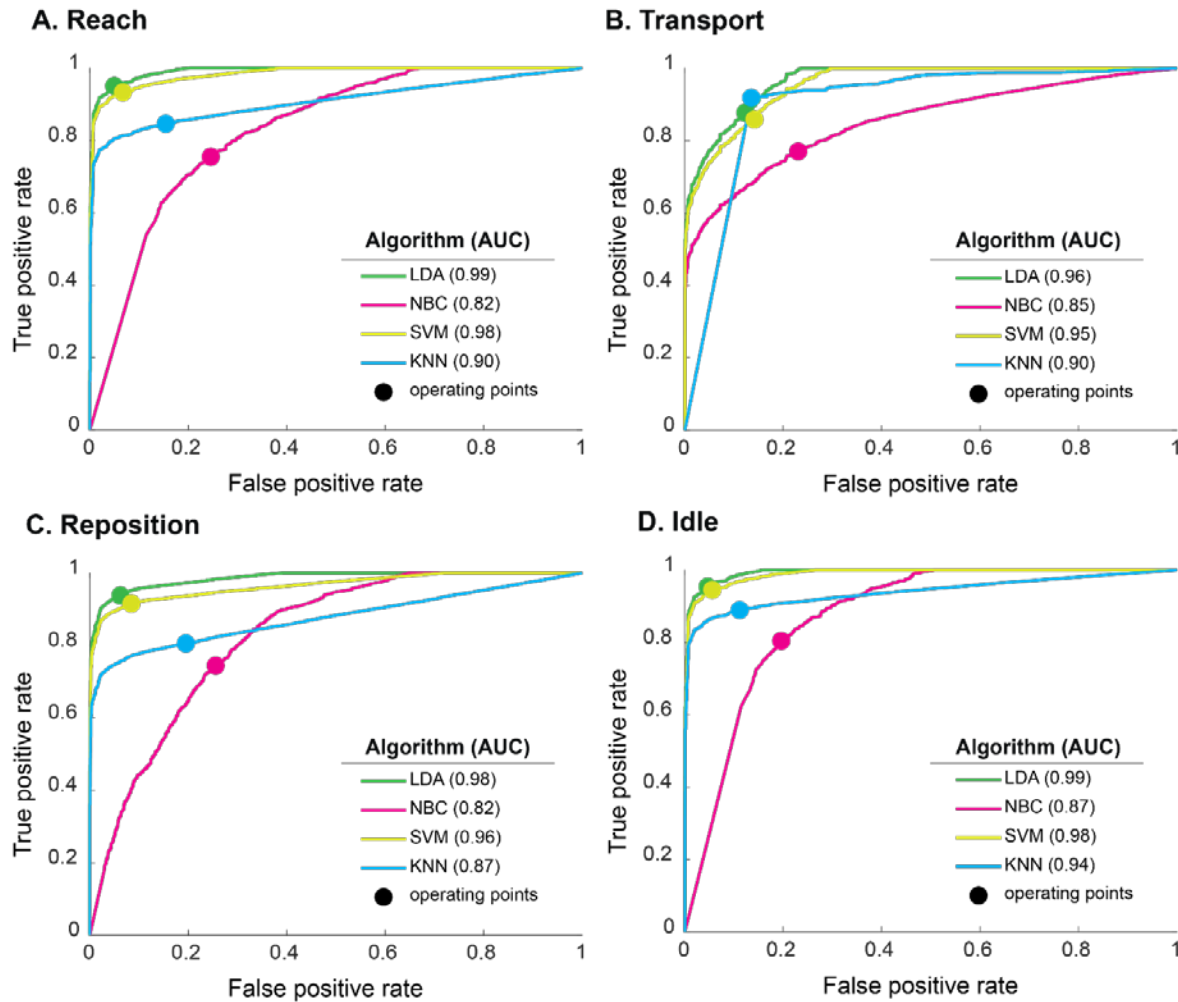 A. Reach
1
0.8
0.6
0.4
0.2
0
0 0.2 0.4 0.6 0.8 1
True positive rate
False positive rate
Algorithm (AUC)
LDA (0.99)
NBC (0.82)
SVM (0.98)
KNN (0.90)
operating points
B. Transport
1
0.8
0.6
0.4
0.2
0
0 0.2 0.4 0.6 0.8 1
True positive rate
False positive rate
Algorithm (AUC)
LDA (0.96)
NBC (0.85)
SVM (0.95)
KNN (0.90)
operating points
C. Reposition
1
0.8
0.6
0.4
0.2
0
0 0.2 0.4 0.6 0.8 1
True positive rate
False positive rate
Algorithm (AUC)
LDA (0.98)
NBC (0.82)
SVM (0.96)
KNN (0.87)
operating points
D. Idle
1
0.8
0.6
0.4
0.2
0
0 0.2 0.4 0.6 0.8 1
True positive rate
False positive rate
Algorithm (AUC)
LDA (0.99)
NBC (0.87)
SVM (0.98)
KNN (0.94)
operating points